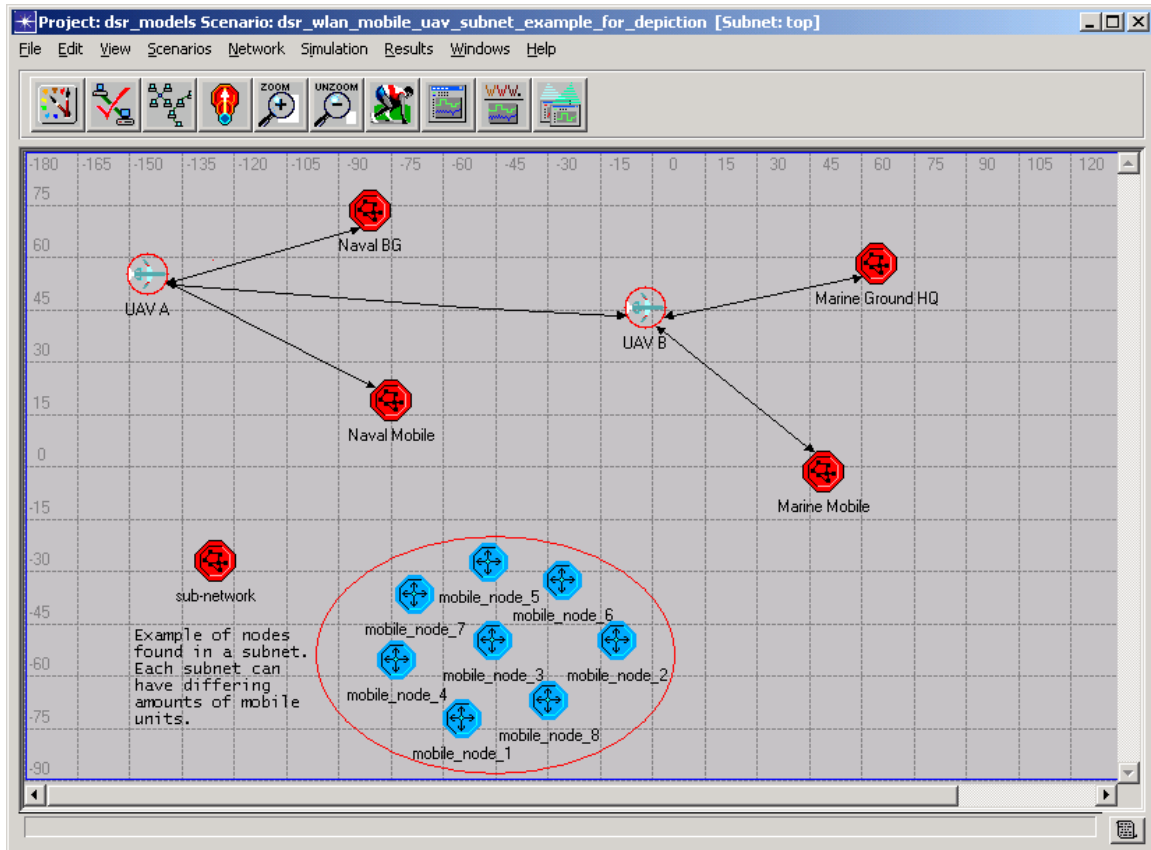 Project: dsr_models Scenario: dsr_wlan_mobile_uav_subnet_example_for_depiction [Subnet: top]
File Edit View Scenarios Network Simulation Results Windows Help
ZOOM UNZOOM
-180 -165 -150 -135 -120 -105 -90 -75 -60 -45 -30 -15 0 15 30 45 60 75 90 105 120
75
60
45
30
15
0
-15
-30
-45
-60
-75
-90
Naval BG
UAV A
Marine Ground HQ
UAV B
Naval Mobile
Marine Mobile
sub-network
mobile_node_5
mobile_node_6
mobile_node_7
mobile_node_3
mobile_node_2
mobile_node_4
mobile_node_8
mobile_node_1
Example of nodes
found in a subnet.
Each subnet can
have differing
amounts of mobile
units.